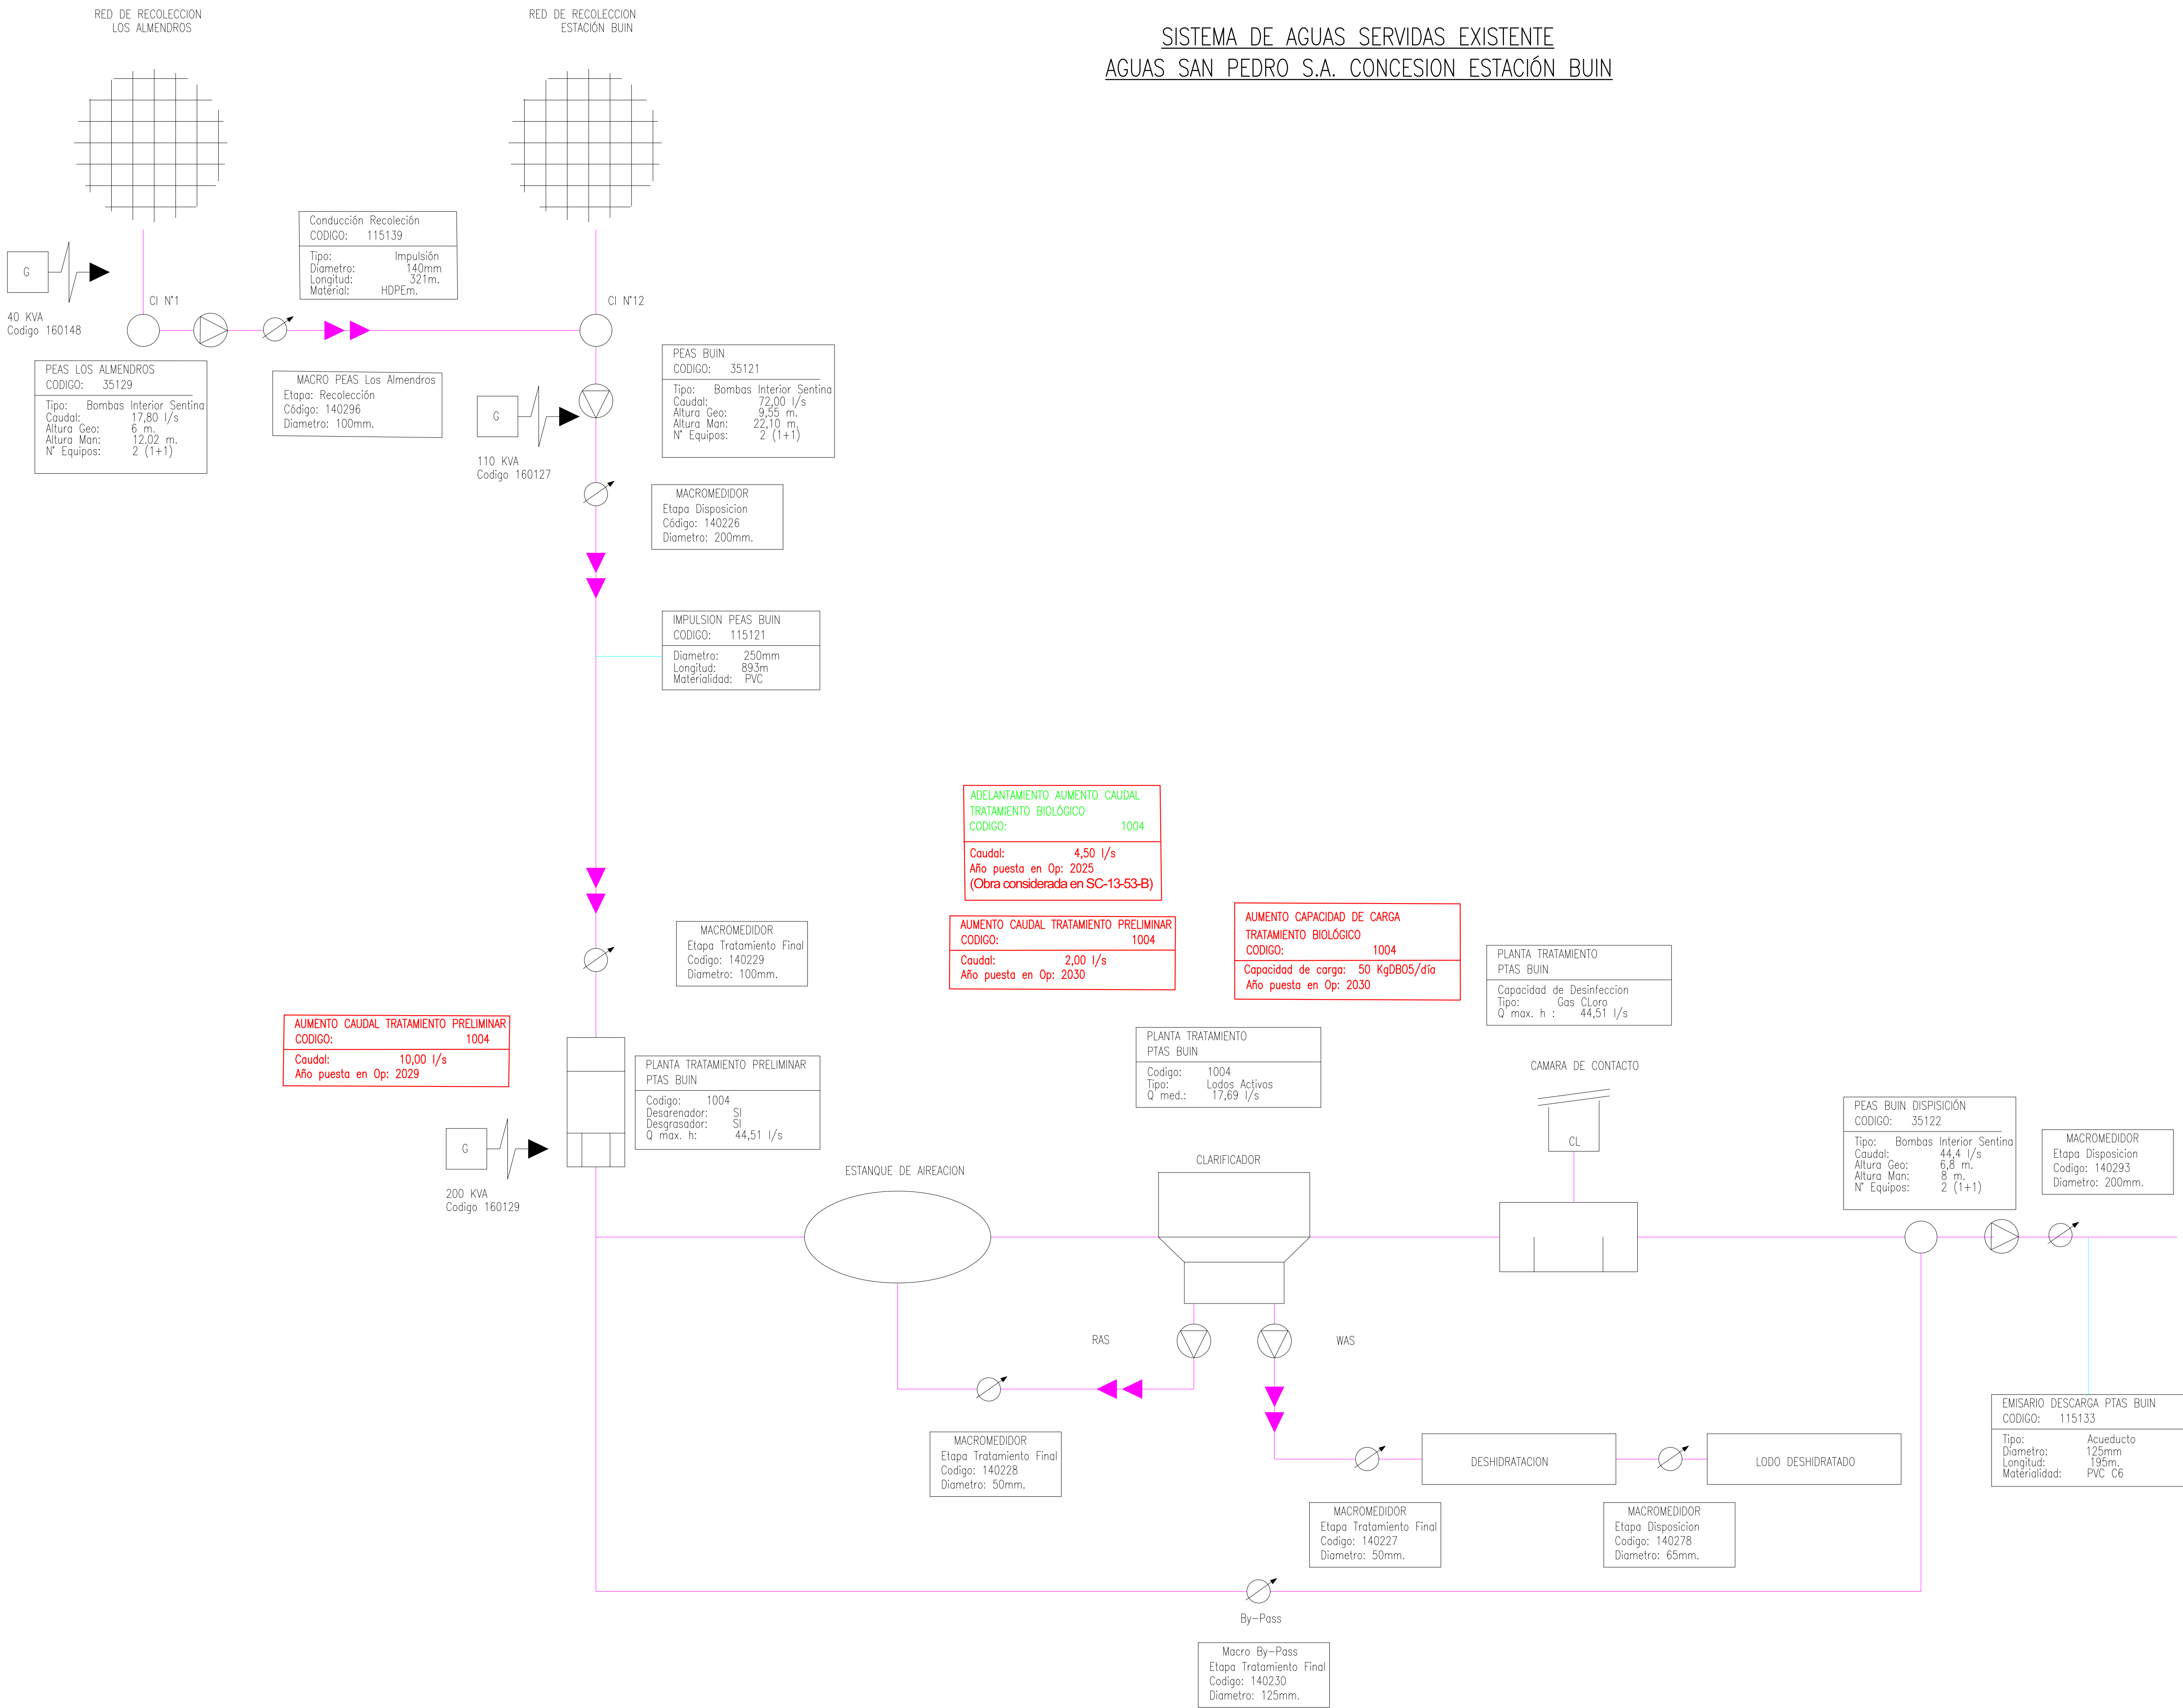 RED DE RECOLECCION
LOS ALMENDROS
RED DE RECOLECCION
ESTACIÓN BUIN
SISTEMA DE AGUAS SERVIDAS EXISTENTE
AGUAS SAN PEDRO S.A. CONCESION ESTACIÓN BUIN
Conducción Recoleción
CODIGO: 115139
Tipo: Impulsión
Diametro: 140mm
Longitud: 321m.
Material: HDPEm.
G
40 KVA
Codigo 160148
CI N°1
CI N°12
PEAS LOS ALMENDROS
CODIGO: 35129
Tipo: Bombas Interior Sentina
Caudal: 17,80 l/s
Altura Geo: 6 m.
Altura Man: 12.02 m.
N° Equipos: 2 (1+1)
MACRO PEAS Los Almendros
Etapa: Recolección
Código: 140296
Diametro: 100mm.
G
110 KVA
Codigo 160127
PEAS BUIN
CODIGO: 35121
Tipo: Bombas Interior Sentina
Caudal: 72,00 l/s
Altura Geo: 9,55 m.
Altura Man: 22,10 m.
N° Equipos: 2 (1+1)
MACROMEDIDOR
Etapa Disposicion
Código: 140226
Diametro: 200mm.
IMPULSION PEAS BUIN
CODIGO: 115121
Diametro: 250mm
Longitud: 893m
Materialidad: PVC
ADELANTAMIENTO AUMENTO CAUDAL
TRATAMIENTO BIOLÓGICO
CODIGO: 1004
Caudal: 4,50 l/s
Año puesta en Op: 2025
(Obra considerada en SC-13-53-B)
MACROMEDIDOR
Etapa Tratamiento Final
Codigo: 140229
Diametro: 100mm.
AUMENTO CAUDAL TRATAMIENTO PRELIMINAR
CODIGO: 1004
Caudal: 2,00 l/s
Año puesta en Op: 2030
AUMENTO CAPACIDAD DE CARGA
TRATAMIENTO BIOLÓGICO
CODIGO: 1004
Capacidad de carga: 50 KgDBO5/día
Año puesta en Op: 2030
PLANTA TRATAMIENTO
PTAS BUIN
Capacidad de Desinfeccion
Tipo: Gas CLoro
Q max. h : 44,51 l/s
AUMENTO CAUDAL TRATAMIENTO PRELIMINAR
CODIGO: 1004
Caudal: 10,00 l/s
Año puesta en Op: 2029
PLANTA TRATAMIENTO PRELIMINAR
PTAS BUIN
Codigo: 1004
Desarenador: SI
Desgrasador: SI
Q max. h: 44,51 l/s
PLANTA TRATAMIENTO
PTAS BUIN
Codigo: 1004
Tipo: Lodos Activos
Q med.: 17,69 l/s
CAMARA DE CONTACTO
CL
G
200 KVA
Codigo 160129
ESTANQUE DE AIREACION
CLARIFICADOR
PEAS BUIN DISPISICIÓN
CODIGO: 35122
Tipo: Bombas Interior Sentina
Caudal: 44,4 l/s
Altura Geo: 6,8 m.
Altura Man: 8 m.
N° Equipos: 2 (1+1)
MACROMEDIDOR
Etapa Disposicion
Codigo: 140293
Diametro: 200mm.
RAS
WAS
MACROMEDIDOR
Etapa Tratamiento Final
Codigo: 140228
Diametro: 50mm.
DESHIDRATACION
LODO DESHIDRATADO
EMISARIO DESCARGA PTAS BUIN
CODIGO: 115133
Tipo: Acueducto
Diametro: 125mm
Longitud: 195m.
Materialidad: PVC C6
MACROMEDIDOR
Etapa Tratamiento Final
Codigo: 140227
Diametro: 50mm.
MACROMEDIDOR
Etapa Disposicion
Codigo: 140278
Diametro: 65mm.
By-Pass
Macro By-Pass
Etapa Tratamiento Final
Codigo: 140230
Diametro: 125mm.